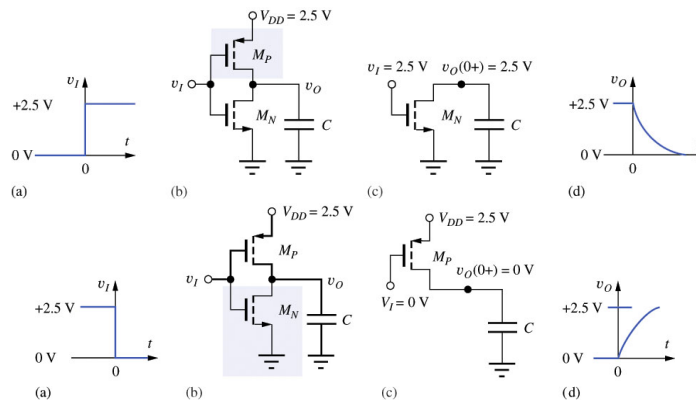 V_DD = 2.5 V
M_P
v_I
v_O
M_N
C
v_I
+2.5 V
0 V
t
0
v_I = 2.5 V
v_O(0+) = 2.5 V
M_N
C
v_O
+2.5 V
0 V
t
0
(a)
(b)
(c)
(d)
V_DD = 2.5 V
M_P
v_I
v_O
M_N
C
v_I
+2.5 V
0 V
t
0
V_DD = 2.5 V
M_P
v_O(0+) = 0 V
V_I = 0 V
C
v_O
+2.5 V
0 V
t
0
(a)
(b)
(c)
(d)